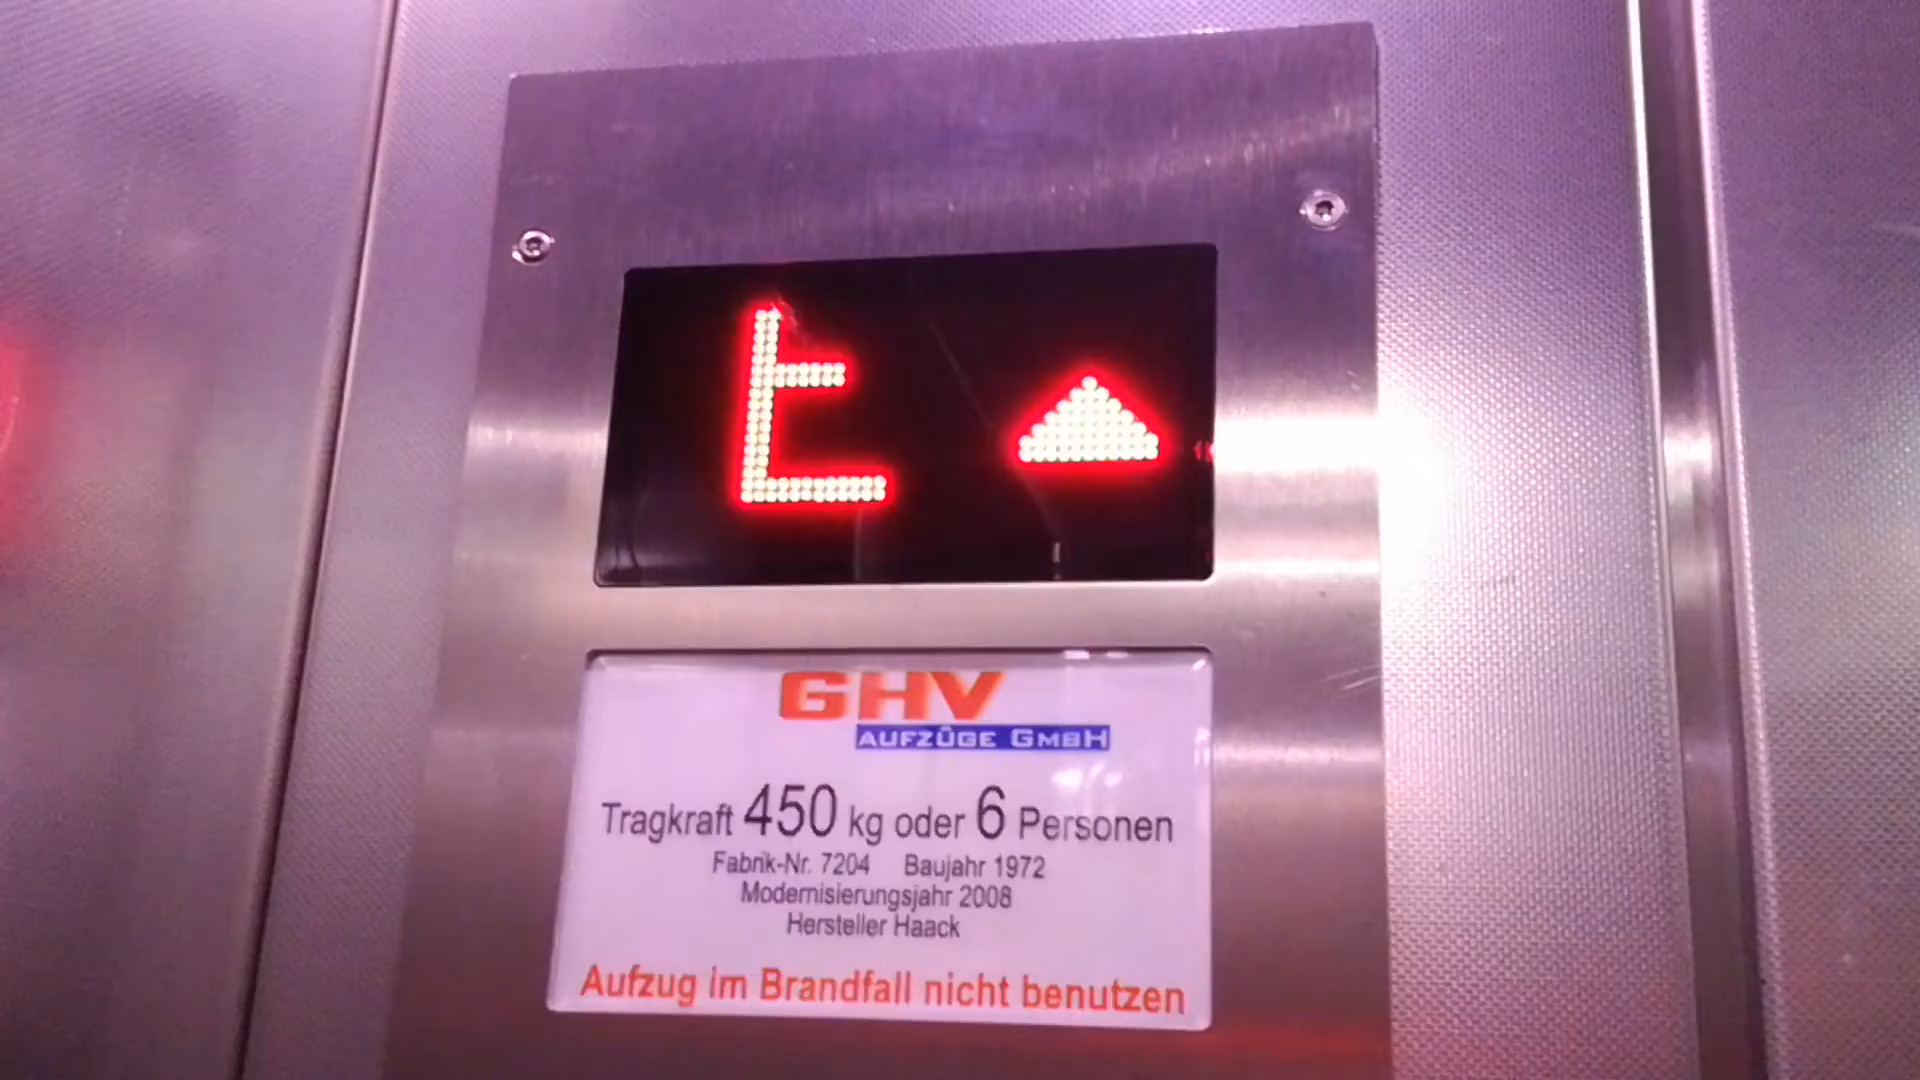 GHV
AUFZÜGE GMBH
Tragkraft 450 kg oder 6 Personen
Fabrik-Nr. 7204 Baujahr 1972
Modernisierungsjahr 2008
Hersteller Haack
Aufzug im Brandfall nicht benutzen